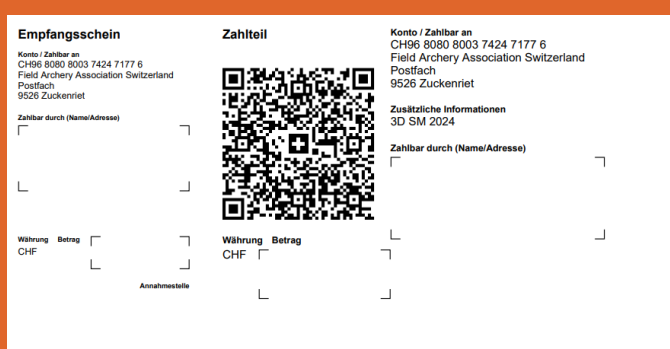 Empfangsschein
Konto / Zahlbar an
CH96 8080 8003 7424 7177 6
Field Archery Association Switzerland
Postfach
9526 Zuckenriet
Zahlbar durch (Name/Adresse)
Währung Betrag
CHF
Annahmestelle
Zahlteil
Währung Betrag
CHF
Konto / Zahlbar an
CH96 8080 8003 7424 7177 6
Field Archery Association Switzerland
Postfach
9526 Zuckenriet
Zusätzliche Informationen
3D SM 2024
Zahlbar durch (Name/Adresse)